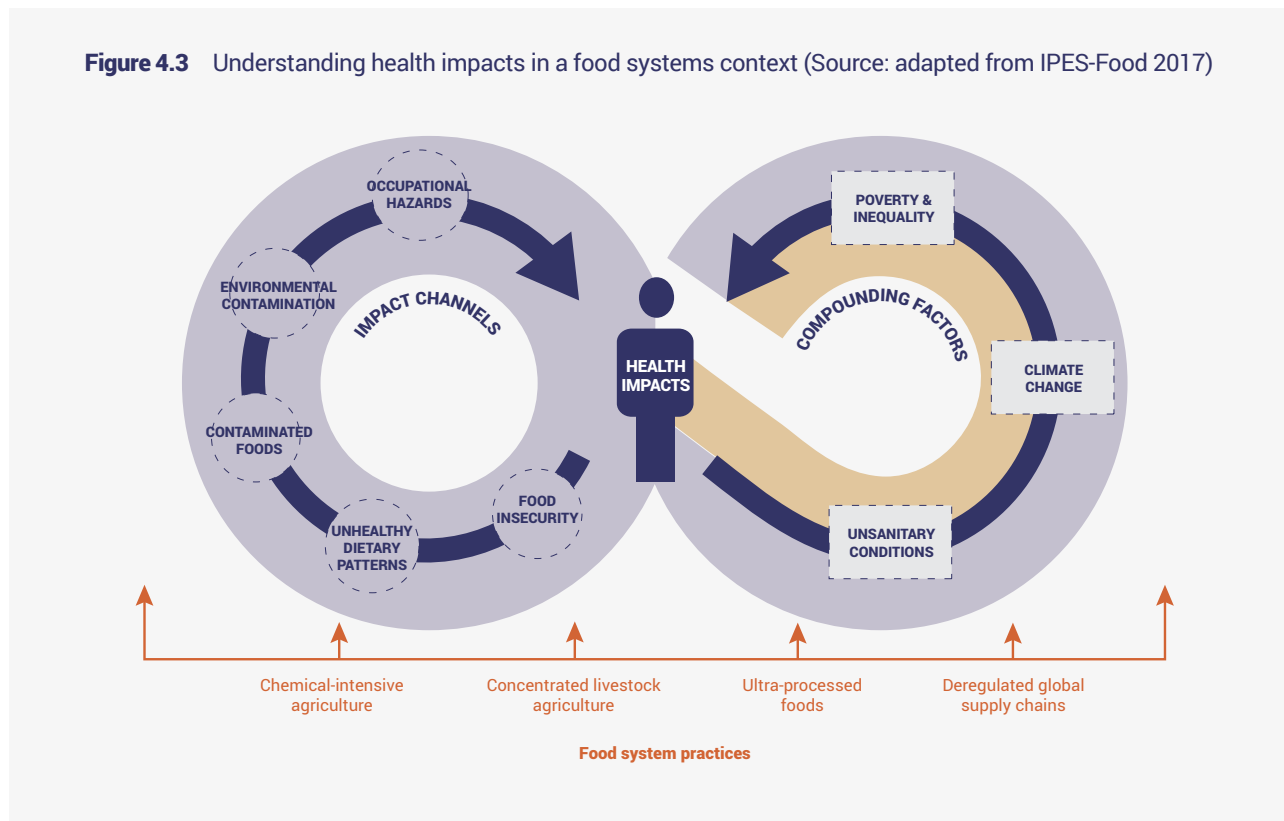 Figure 4.3 Understanding health impacts in a food systems context (Source: adapted from IPES-Food 2017)
OCCUPATIONAL
HAZARDS
ENVIRONMENTAL
CONTAMINATION
CONTAMINATED
FOODS
UNHEALTHY
DIETARY
PATTERNS
FOOD
INSECURITY
IMPACT CHANNELS
HEALTH
IMPACTS
COMPOUNDING FACTORS
POVERTY &
INEQUALITY
CLIMATE
CHANGE
UNSANITARY
CONDITIONS
Chemical-intensive
agriculture
Concentrated livestock
agriculture
Ultra-processed
foods
Deregulated global
supply chains
Food system practices